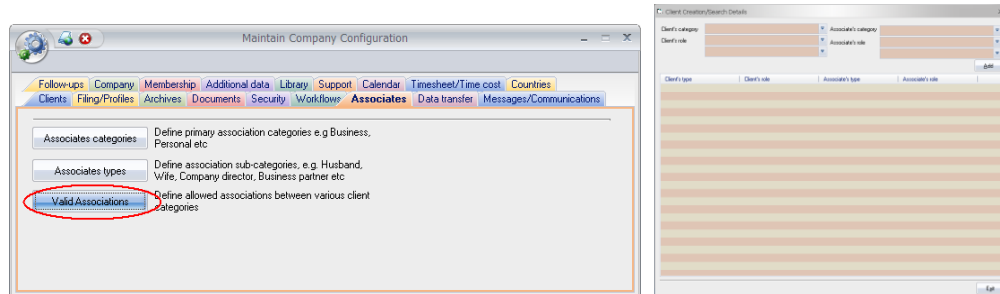 Maintain Company Configuration
Follow-ups Company Membership Additional data Library Support Calendar Timesheet/Time cost Countries
Clients Filing/Profiles Archives Documents Security Workflows Associates Data transfer Messages/Communications
Associates categories
Define primary association categories e.g Business,
Personal etc
Associates types
Define association sub-categories, e.g. Husband,
Wife, Company director, Business partner etc
Valid Associations
Define allowed associations between various client
categories
Client Creation/Search Details
Client's category Associate's category
Client's role Associate's role
Add
Client's type Client's role Associate's type Associate's role
Exit